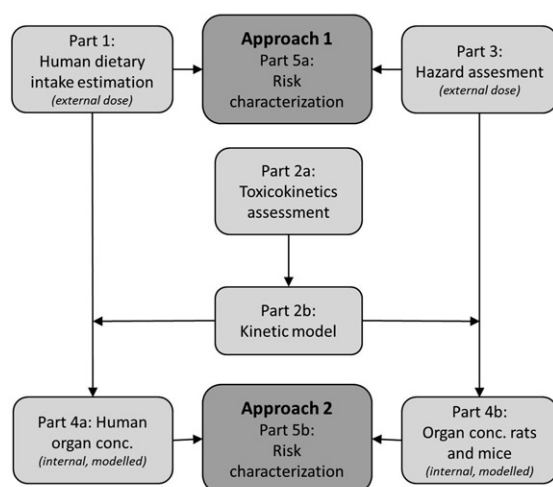 Part 1:
Human dietary
intake estimation
(external dose)
Approach 1
Part 5a:
Risk
characterization
Part 3:
Hazard assesment
(external dose)
Part 2a:
Toxicokinetics
assessment
Part 2b:
Kinetic model
Part 4a: Human
organ conc.
(internal, modelled)
Approach 2
Part 5b:
Risk
characterization
Part 4b:
Organ conc. rats
and mice
(internal, modelled)